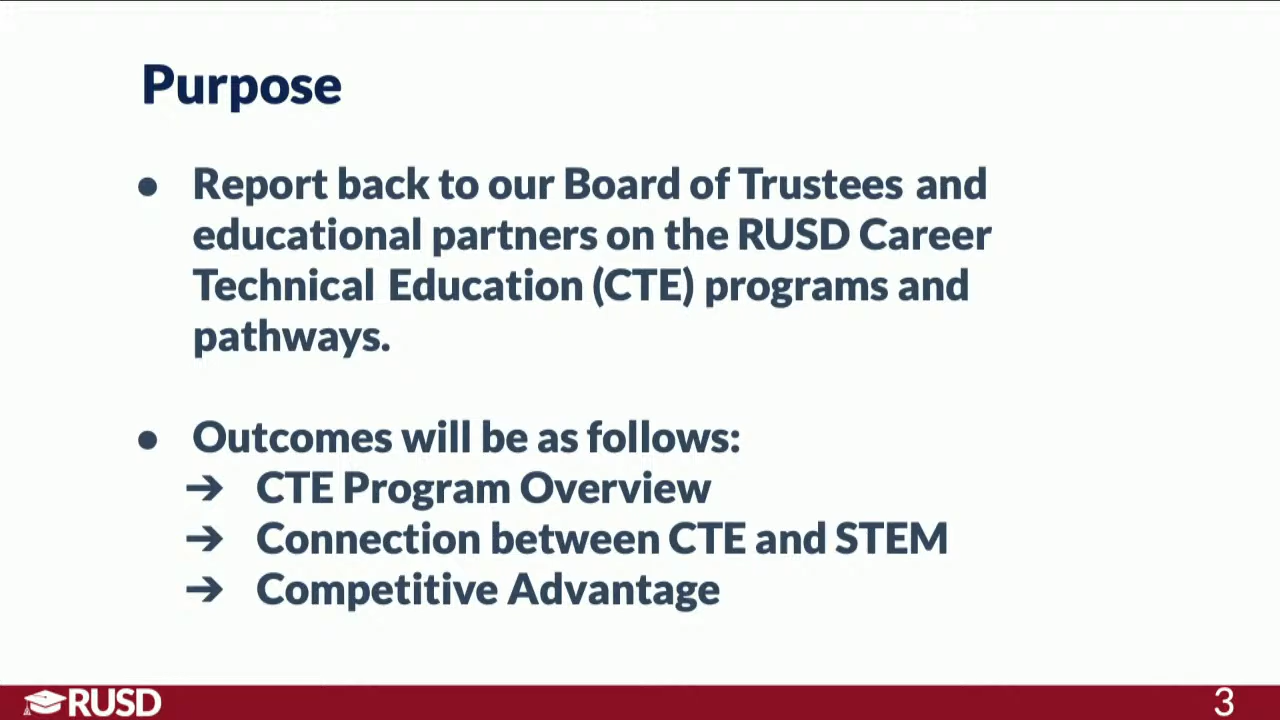 Purpose
● Report back to our Board of Trustees and
educational partners on the RUSD Career
Technical Education (CTE) programs and
pathways.
● Outcomes will be as follows:
➔ CTE Program Overview
➔ Connection between CTE and STEM
➔ Competitive Advantage
RUSD
3